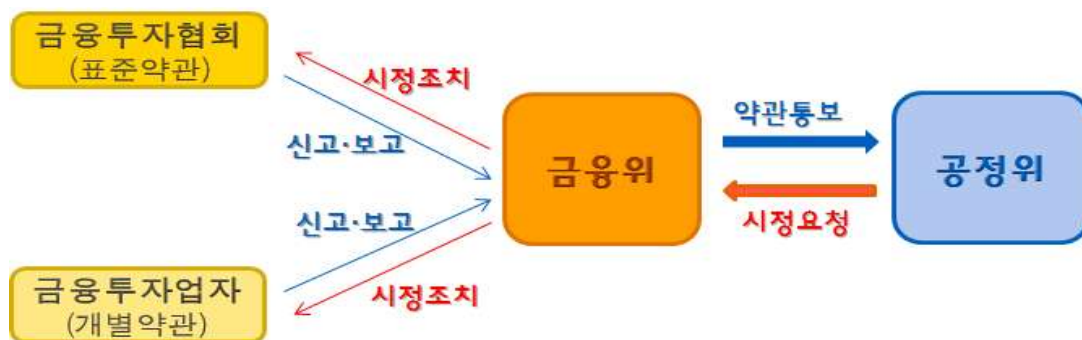 금융투자협회
(표준약관)
시정조치
신고·보고
금융위
약관통보
시정요청
공정위
신고·보고
시정조치
금융투자업자
(개별약관)